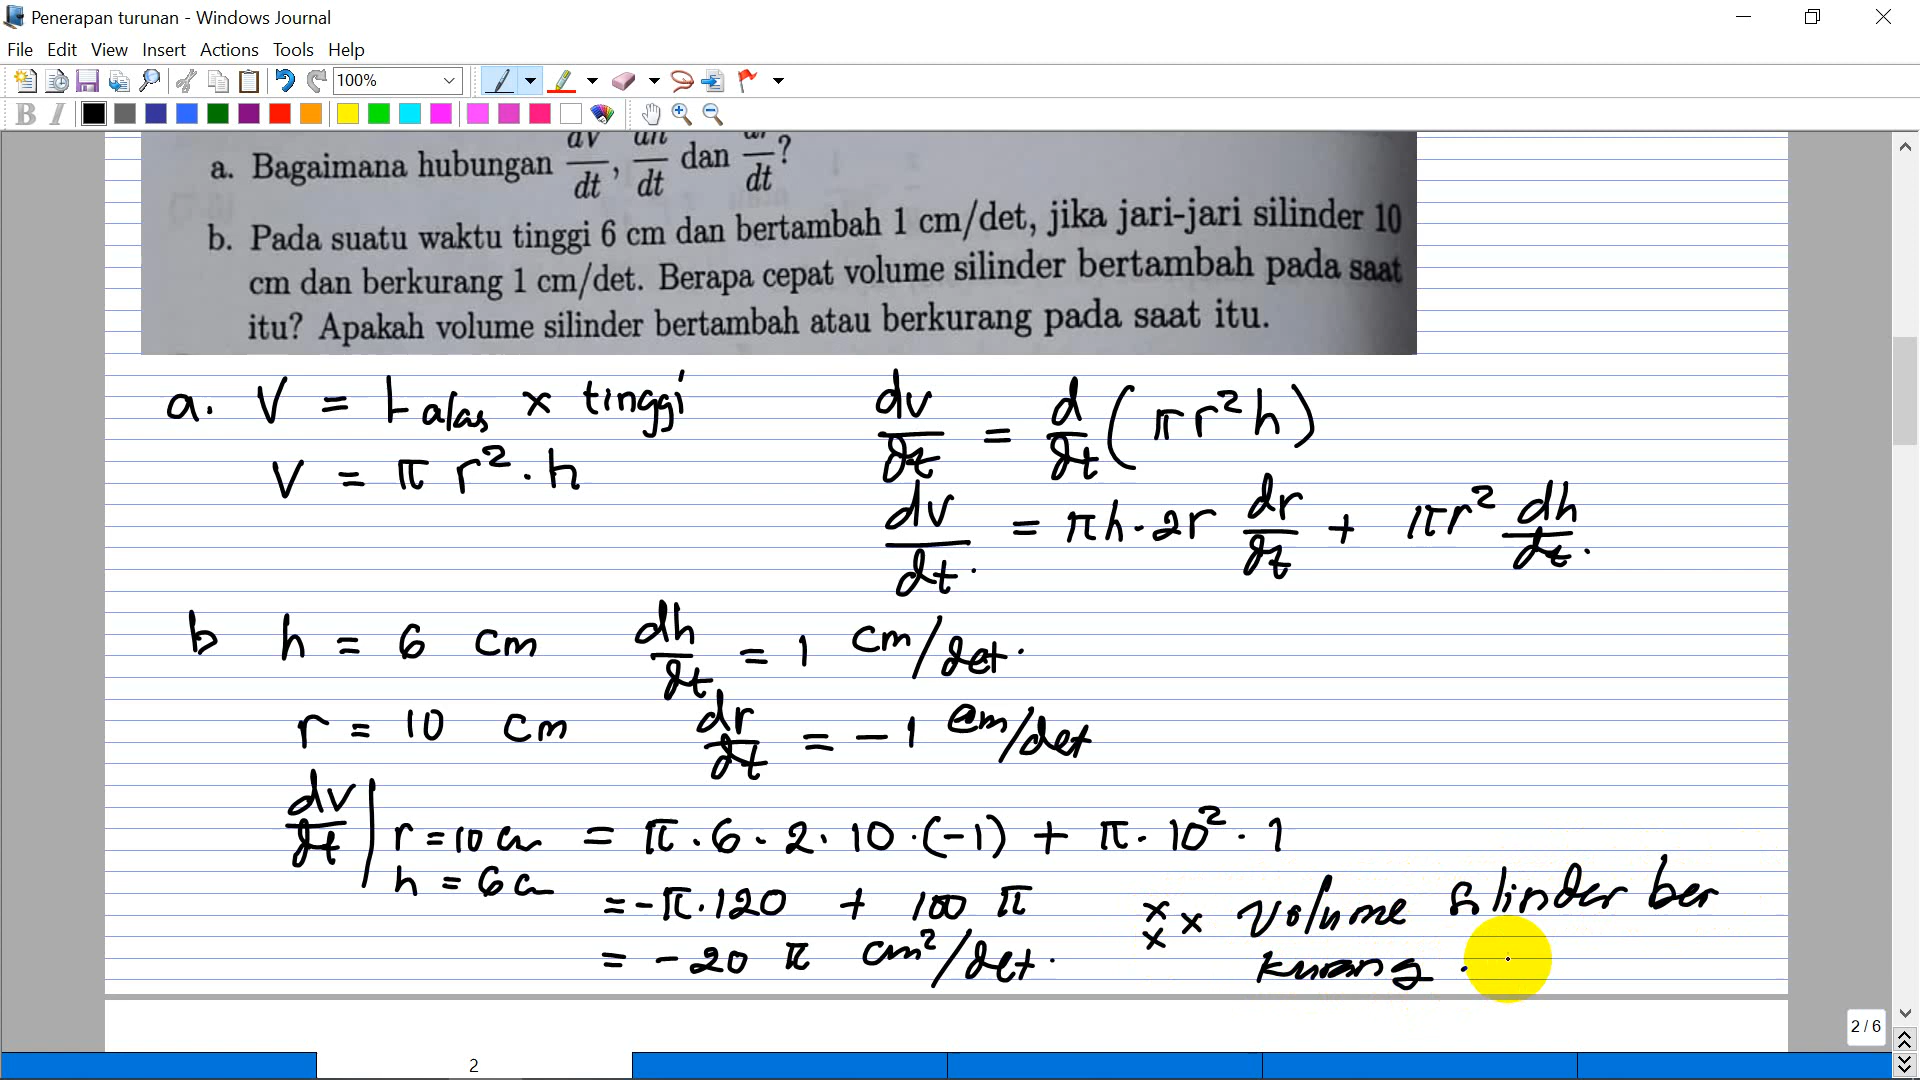 Penerapan turunan - Windows Journal
File Edit View Insert Actions Tools Help
100%
B I
a. Bagaimana hubungan dV/dt, dh/dt dan dr/dt?
b. Pada suatu waktu tinggi 6 cm dan bertambah 1 cm/det, jika jari-jari silinder 10
cm dan berkurang 1 cm/det. Berapa cepat volume silinder bertambah pada saat
itu? Apakah volume silinder bertambah atau berkurang pada saat itu.
a. V = L alas x tinggi
V = π r² . h
dv/dt = d/dt (π r² h)
dv/dt = π h . 2r dr/dt + π r² dh/dt.
b h = 6 cm dh/dt = 1 cm/det.
r = 10 cm dr/dt = -1 cm/det
dv/dt | r = 10 cm h = 6 cm = π . 6 . 2 . 10 . (-1) + π . 10² . 1
= -π . 120 + 100 π
= -20 π cm²/det.
x x x volume silinder ber
kurang .
2 / 6
2